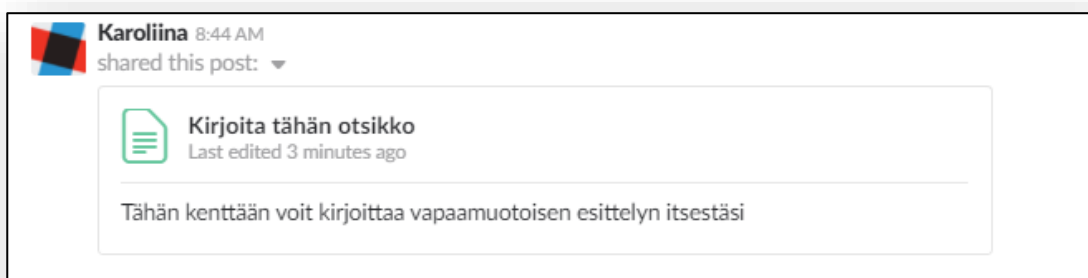 Karoliina 8:44 AM
shared this post:
Kirjoita tähän otsikko
Last edited 3 minutes ago
Tähän kenttään voit kirjoittaa vapaamuotoisen esittelyn itsestäsi